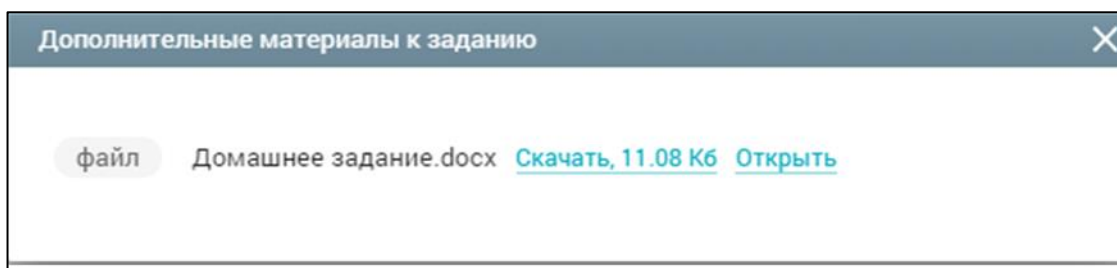 Дополнительные материалы к заданию
файл Домашнее задание.docx Скачать, 11.08 Кб Открыть